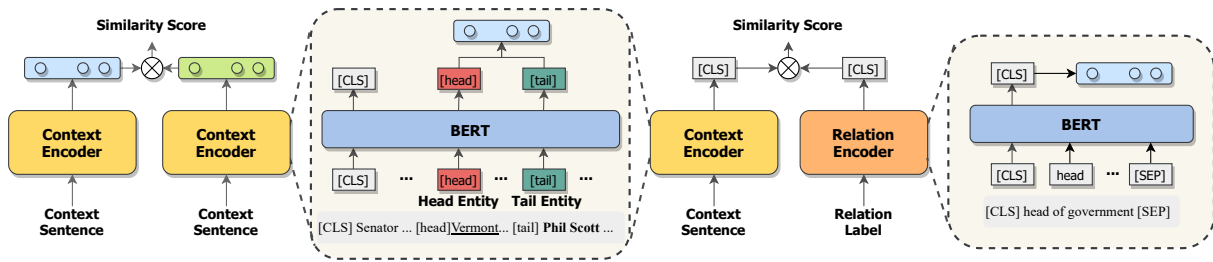 Similarity Score
Context
Encoder
Context
Encoder
Context
Sentence
Context
Sentence
[CLS] [head] [tail]
BERT
[CLS] ... [head] ... [tail] ...
Head Entity Tail Entity
[CLS] Senator ... [head]Vermont... [tail] Phil Scott ...
Similarity Score
[CLS] [CLS]
Context
Encoder
Relation
Encoder
Context
Sentence
Relation
Label
[CLS]
BERT
[CLS] head ... [SEP]
[CLS] head of government [SEP]